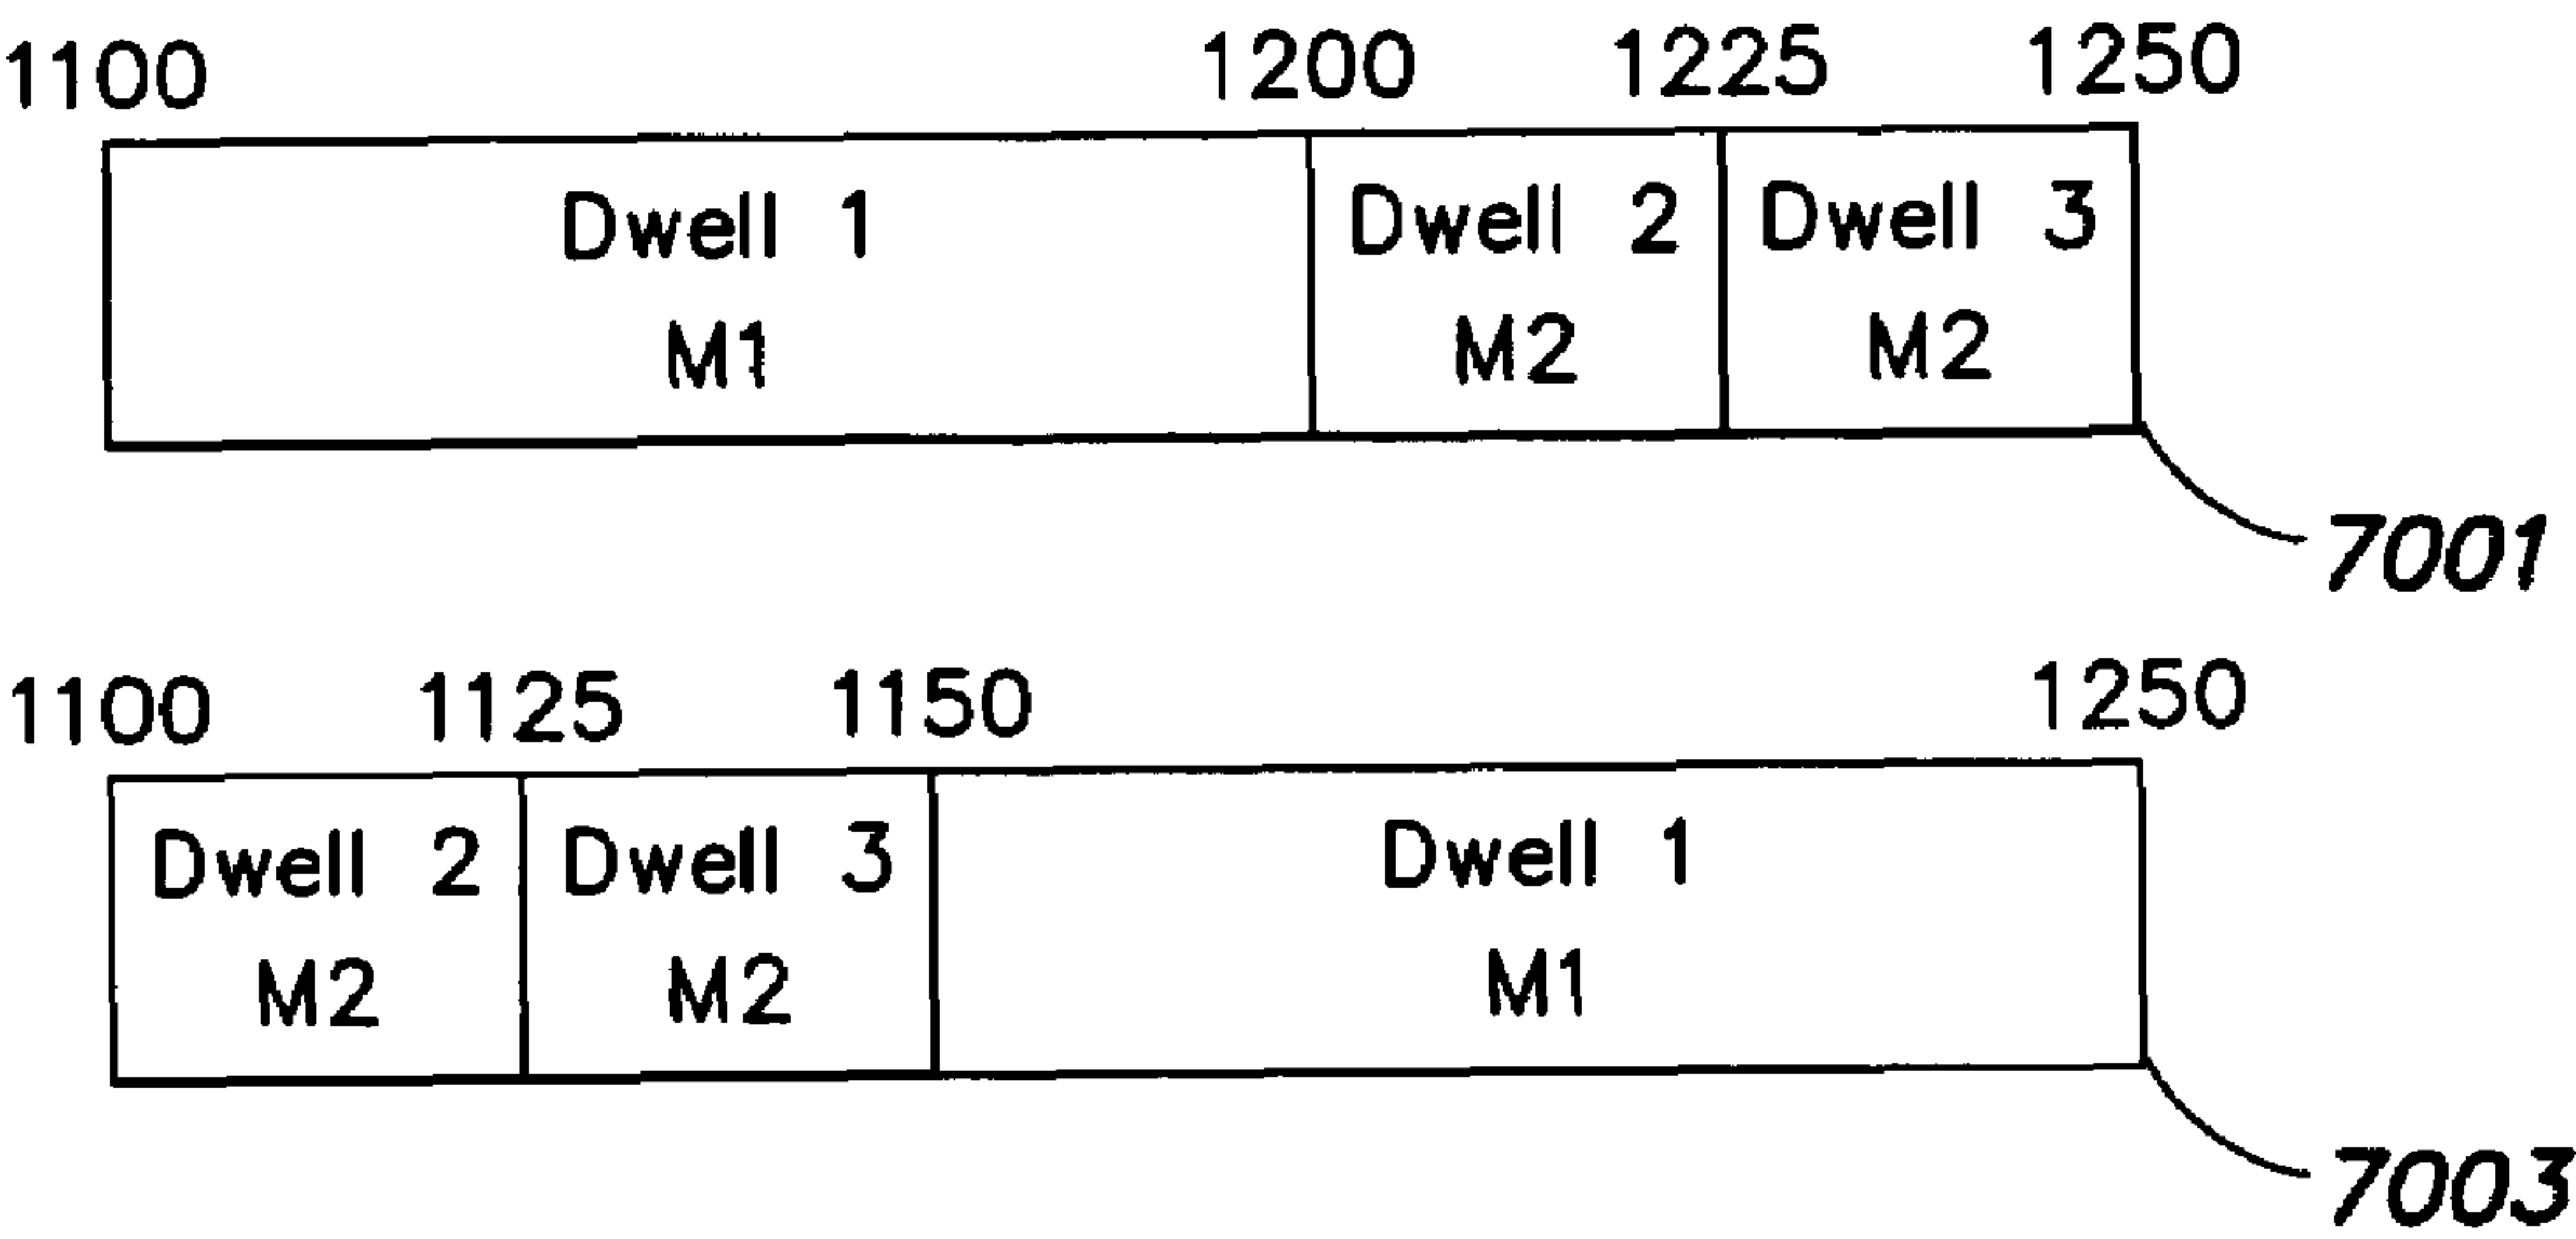 1100 1200 1225 1250
Dwell 1 Dwell 2 Dwell 3
M1 M2 M2
7001
1100 1125 1150 1250
Dwell 2 Dwell 3 Dwell 1
M2 M2 M1
7003